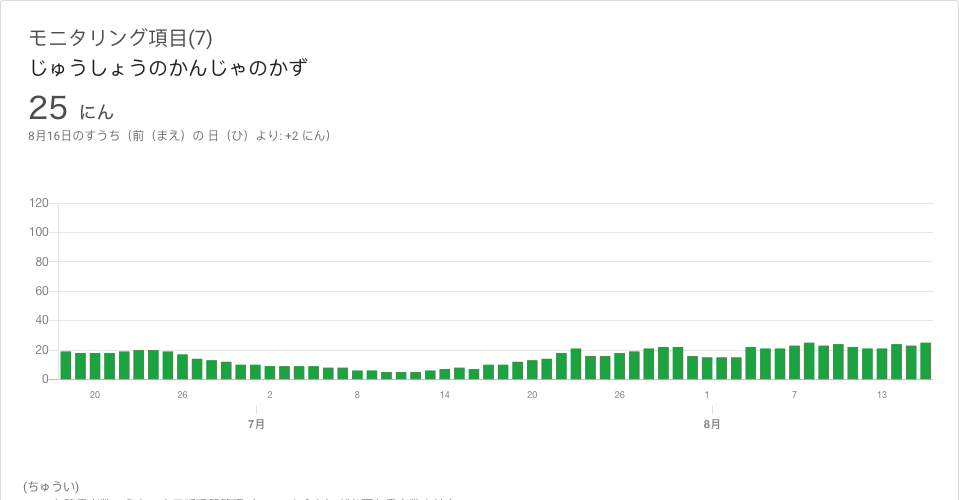 モニタリング項目(7)
じゅうしょうのかんじゃのかず
25 にん
8月16日のすうち（前（まえ）の 日（ひ）より: +2 にん）
120
100
80
60
40
20
0
20 26 2 8 14 20 26 1 7 13
7月 8月
(ちゅうい)